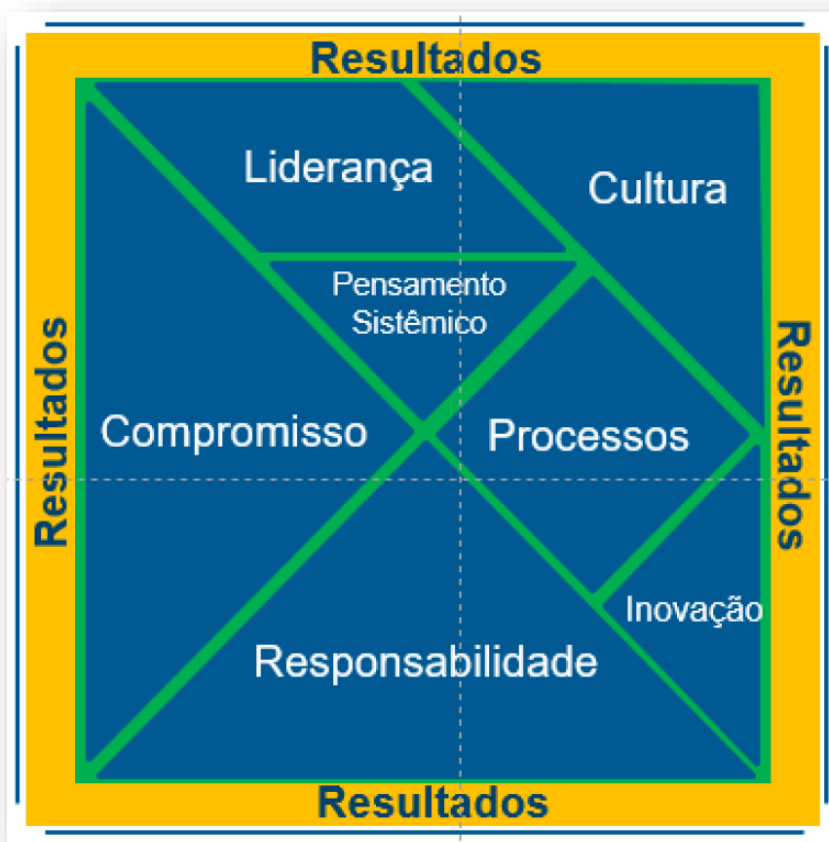 Resultados
Liderança
Cultura
Pensamento
Sistêmico
Resultados
Compromisso
Processos
Resultados
Inovação
Responsabilidade
Resultados